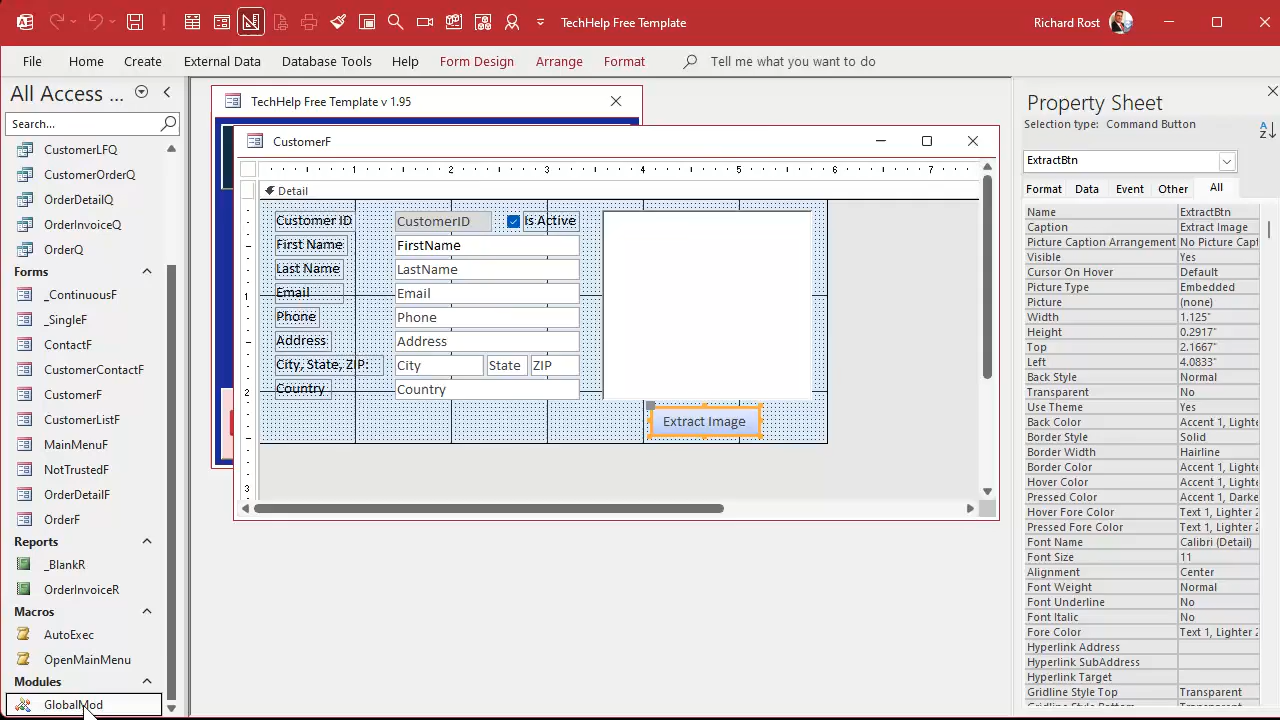 TechHelp Free Template
Richard Rost
File Home Create External Data Database Tools Help Form Design Arrange Format Tell me what you want to do
All Access ...
Search...
CustomerLFQ
CustomerOrderQ
OrderDetailQ
OrderInvoiceQ
OrderQ
Forms
_ContinuousF
_SingleF
ContactF
CustomerContactF
CustomerF
CustomerListF
MainMenuF
NotTrustedF
OrderDetailF
OrderF
Reports
_BlankR
OrderInvoiceR
Macros
AutoExec
OpenMainMenu
Modules
GlobalMod
TechHelp Free Template v 1.95
CustomerF
1 2 3 4 5 6 7
Detail
1
2
3
Customer ID CustomerID Is Active
First Name FirstName
Last Name LastName
Email Email
Phone Phone
Address Address
City, State, ZIP: City State ZIP
Country Country
Extract Image
Property Sheet
Selection type: Command Button
ExtractBtn
Format Data Event Other All
Name ExtractBtn
Caption Extract Image
Picture Caption Arrangement No Picture Capt
Visible Yes
Cursor On Hover Default
Picture Type Embedded
Picture (none)
Width 1.125"
Height 0.2917"
Top 2.1667"
Left 4.0833"
Back Style Normal
Transparent No
Use Theme Yes
Back Color Accent 1, Lighte
Border Style Solid
Border Width Hairline
Border Color Accent 1, Lighte
Hover Color Accent 1, Lighte
Pressed Color Accent 1, Darke
Hover Fore Color Text 1, Lighter 2
Pressed Fore Color Text 1, Lighter 2
Font Name Calibri (Detail)
Font Size 11
Alignment Center
Font Weight Normal
Font Underline No
Font Italic No
Fore Color Text 1, Lighter 2
Hyperlink Address
Hyperlink SubAddress
Hyperlink Target
Gridline Style Top Transparent